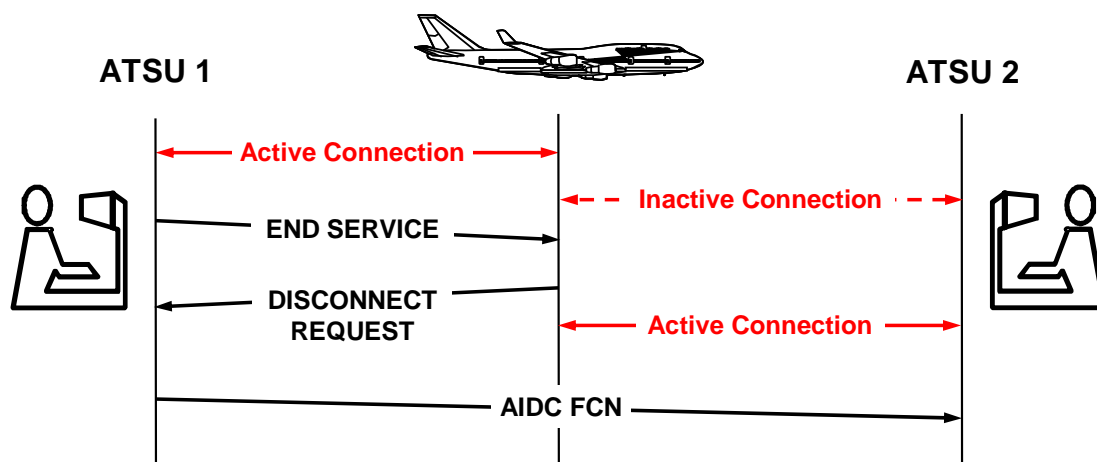 ATSU 1
ATSU 2
Active Connection
Inactive Connection
END SERVICE
DISCONNECT
REQUEST
Active Connection
AIDC FCN